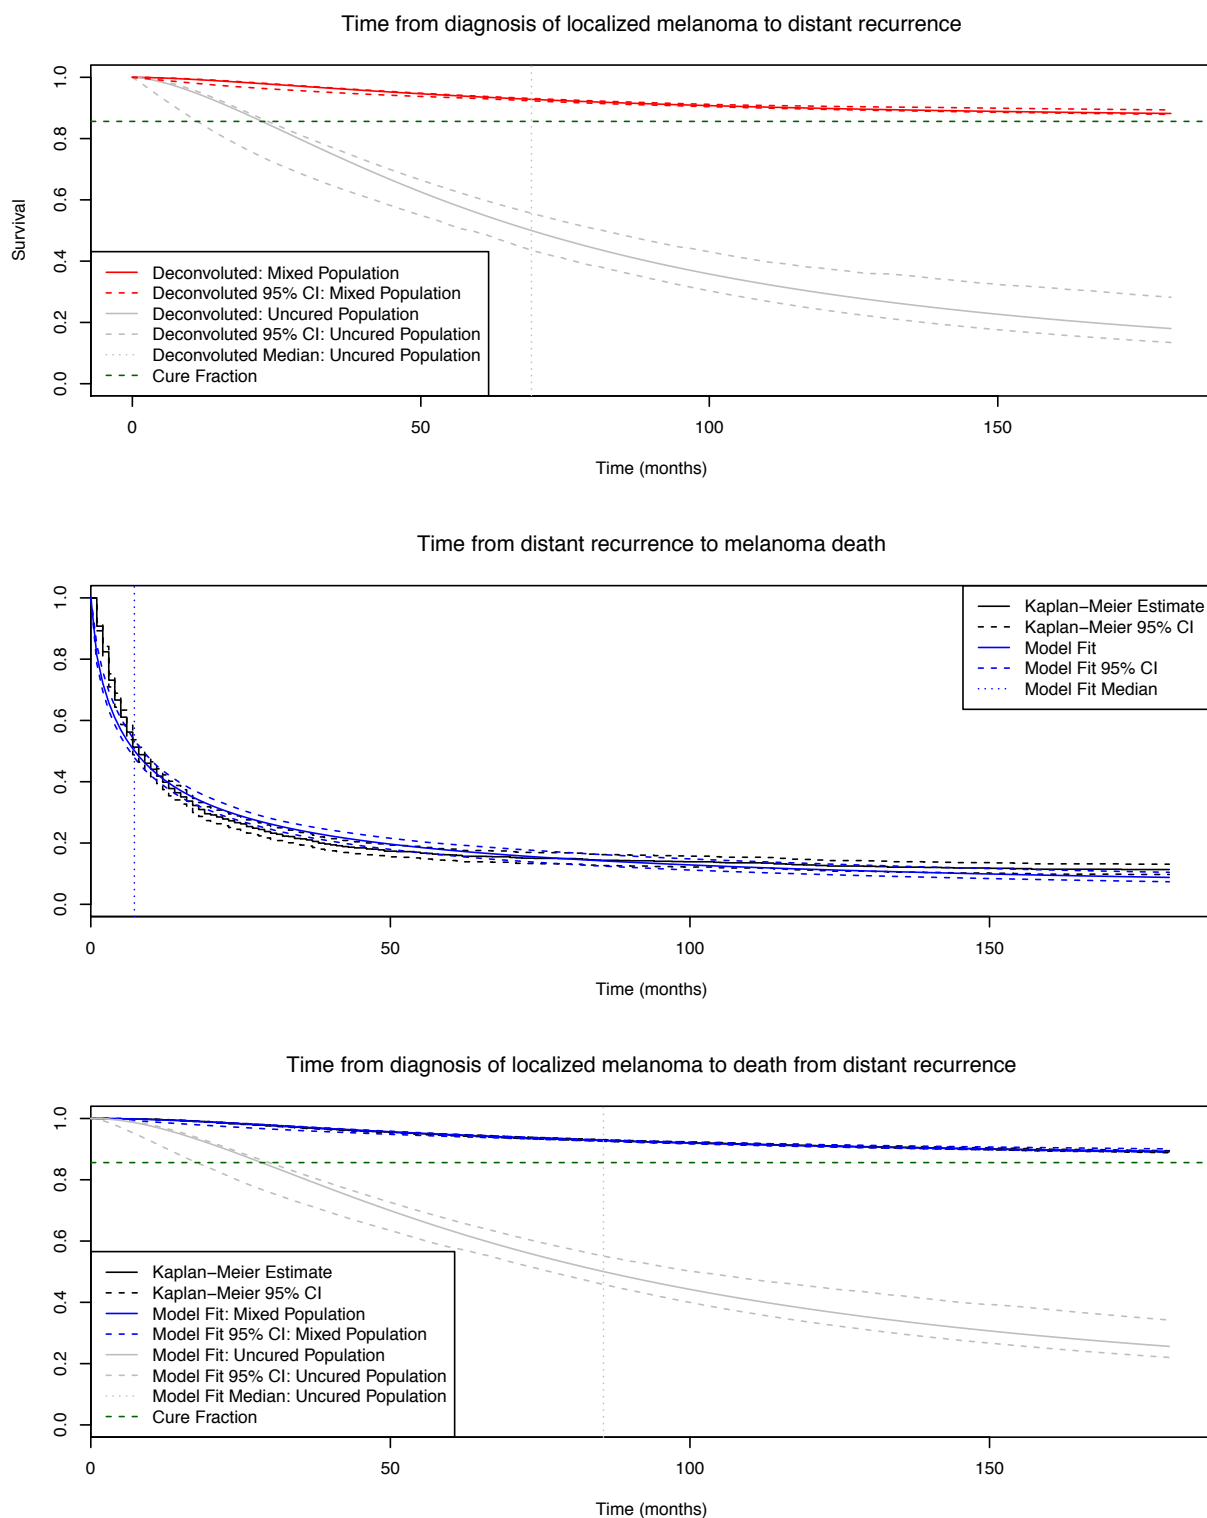 Time from diagnosis of localized melanoma to distant recurrence
Survival
1.0
0.8
0.6
0.4
0.2
0.0
Deconvoluted: Mixed Population
Deconvoluted 95% CI: Mixed Population
Deconvoluted: Uncured Population
Deconvoluted 95% CI: Uncured Population
Deconvoluted Median: Uncured Population
Cure Fraction
0 50 100 150
Time (months)
Time from distant recurrence to melanoma death
1.0
0.8
0.6
0.4
0.2
0.0
Kaplan−Meier Estimate
Kaplan−Meier 95% CI
Model Fit
Model Fit 95% CI
Model Fit Median
0 50 100 150
Time (months)
Time from diagnosis of localized melanoma to death from distant recurrence
1.0
0.8
0.6
0.4
0.2
0.0
Kaplan−Meier Estimate
Kaplan−Meier 95% CI
Model Fit: Mixed Population
Model Fit 95% CI: Mixed Population
Model Fit: Uncured Population
Model Fit 95% CI: Uncured Population
Model Fit Median: Uncured Population
Cure Fraction
0 50 100 150
Time (months)